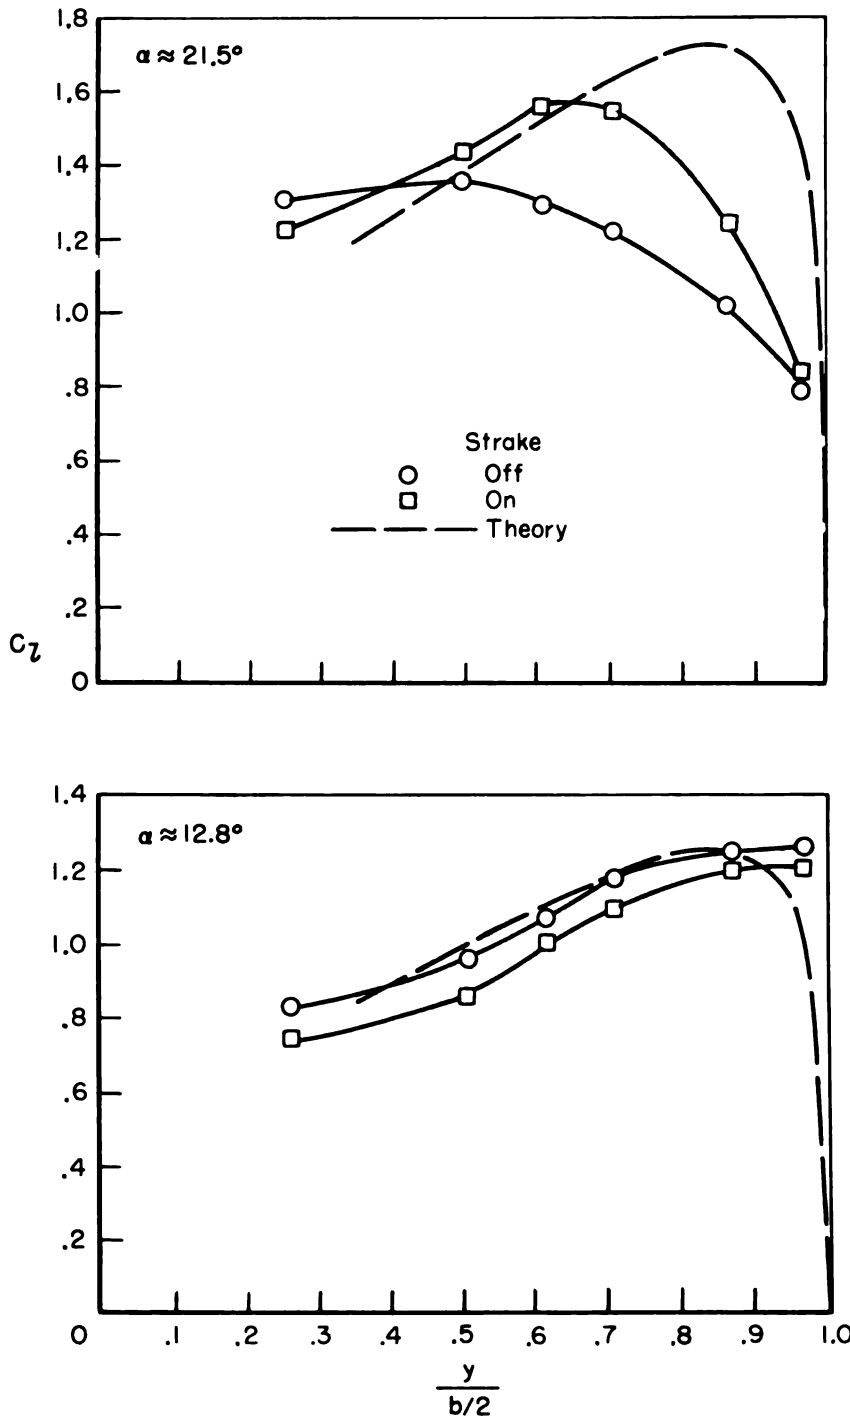 1.8
α ≈ 21.5°
1.6
1.4
1.2
1.0
.8
.6
.4
.2
0
Strake
Off
On
Theory
C_l
1.4
α ≈ 12.8°
1.2
1.0
.8
.6
.4
.2
0 .1 .2 .3 .4 .5 .6 .7 .8 .9 1.0
y
b/2